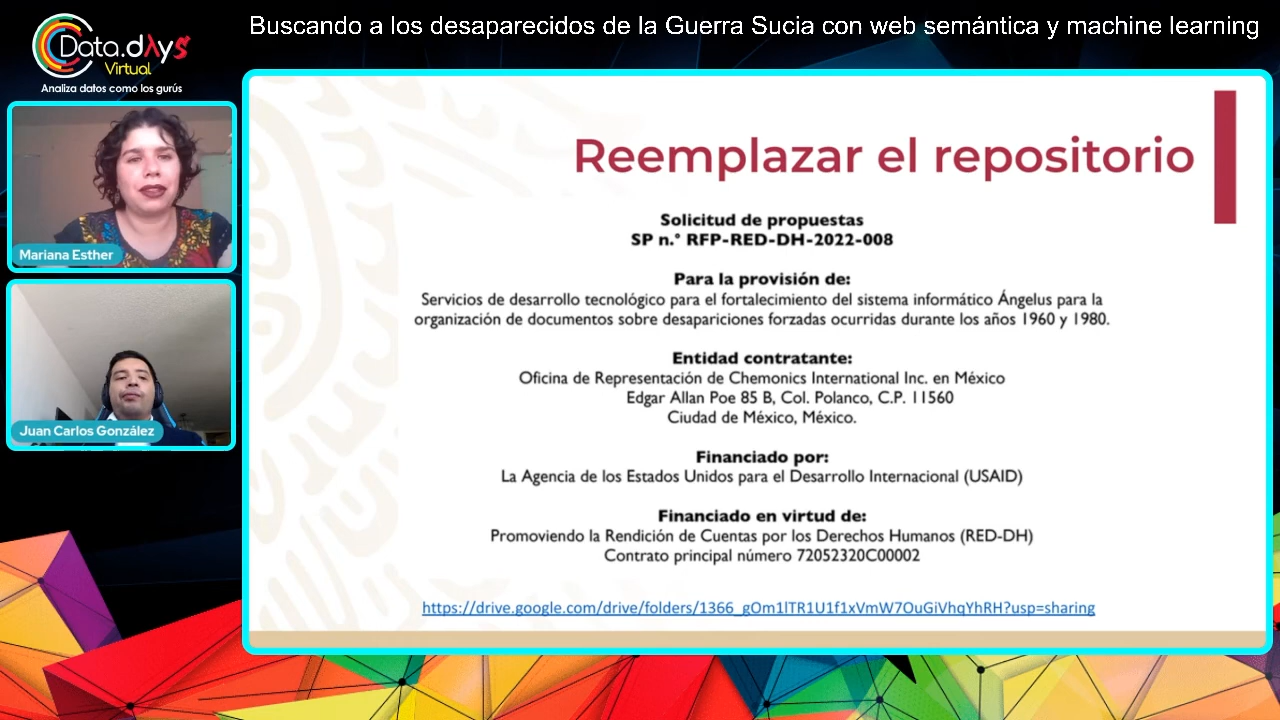 Buscando a los desaparecidos de la Guerra Sucia con web semántica y machine learning
Data.dAys
Virtual
Analiza datos como los gurús
Mariana Esther
Juan Carlos González
Reemplazar el repositorio
Solicitud de propuestas
SP n.° RFP-RED-DH-2022-008
Para la provisión de:
Servicios de desarrollo tecnológico para el fortalecimiento del sistema informático Ángelus para la
organización de documentos sobre desapariciones forzadas ocurridas durante los años 1960 y 1980.
Entidad contratante:
Oficina de Representación de Chemonics International Inc. en México
Edgar Allan Poe 85 B, Col. Polanco, C.P. 11560
Ciudad de México, México.
Financiado por:
La Agencia de los Estados Unidos para el Desarrollo Internacional (USAID)
Financiado en virtud de:
Promoviendo la Rendición de Cuentas por los Derechos Humanos (RED-DH)
Contrato principal número 72052320C00002
https://drive.google.com/drive/folders/1366_gOm1lTR1U1f1xVmW7OuGiVhqYhRH?usp=sharing